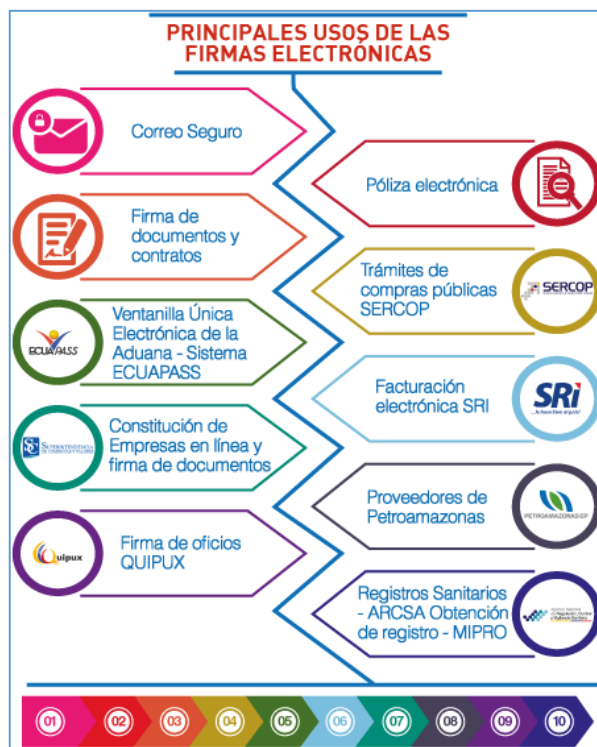 PRINCIPALES USOS DE LAS
FIRMAS ELECTRÓNICAS
Correo Seguro
Póliza electrónica
Firma de
documentos y
contratos
Trámites de
compras públicas
SERCOP
SERCOP
Ventanilla Única
Electrónica de la
Aduana - Sistema
ECUAPASS
ECUAPASS
Facturación
electrónica SRI
SRi
Constitución de
Empresas en línea y
firma de documentos
SUPERINTENDENCIA
Proveedores de
Petroamazonas
PETROAMAZONAS EP
Firma de oficios
QUIPUX
Quipux
Registros Sanitarios
- ARCSA Obtención
de registro - MIPRO
01 02 03 04 05 06 07 08 09 10